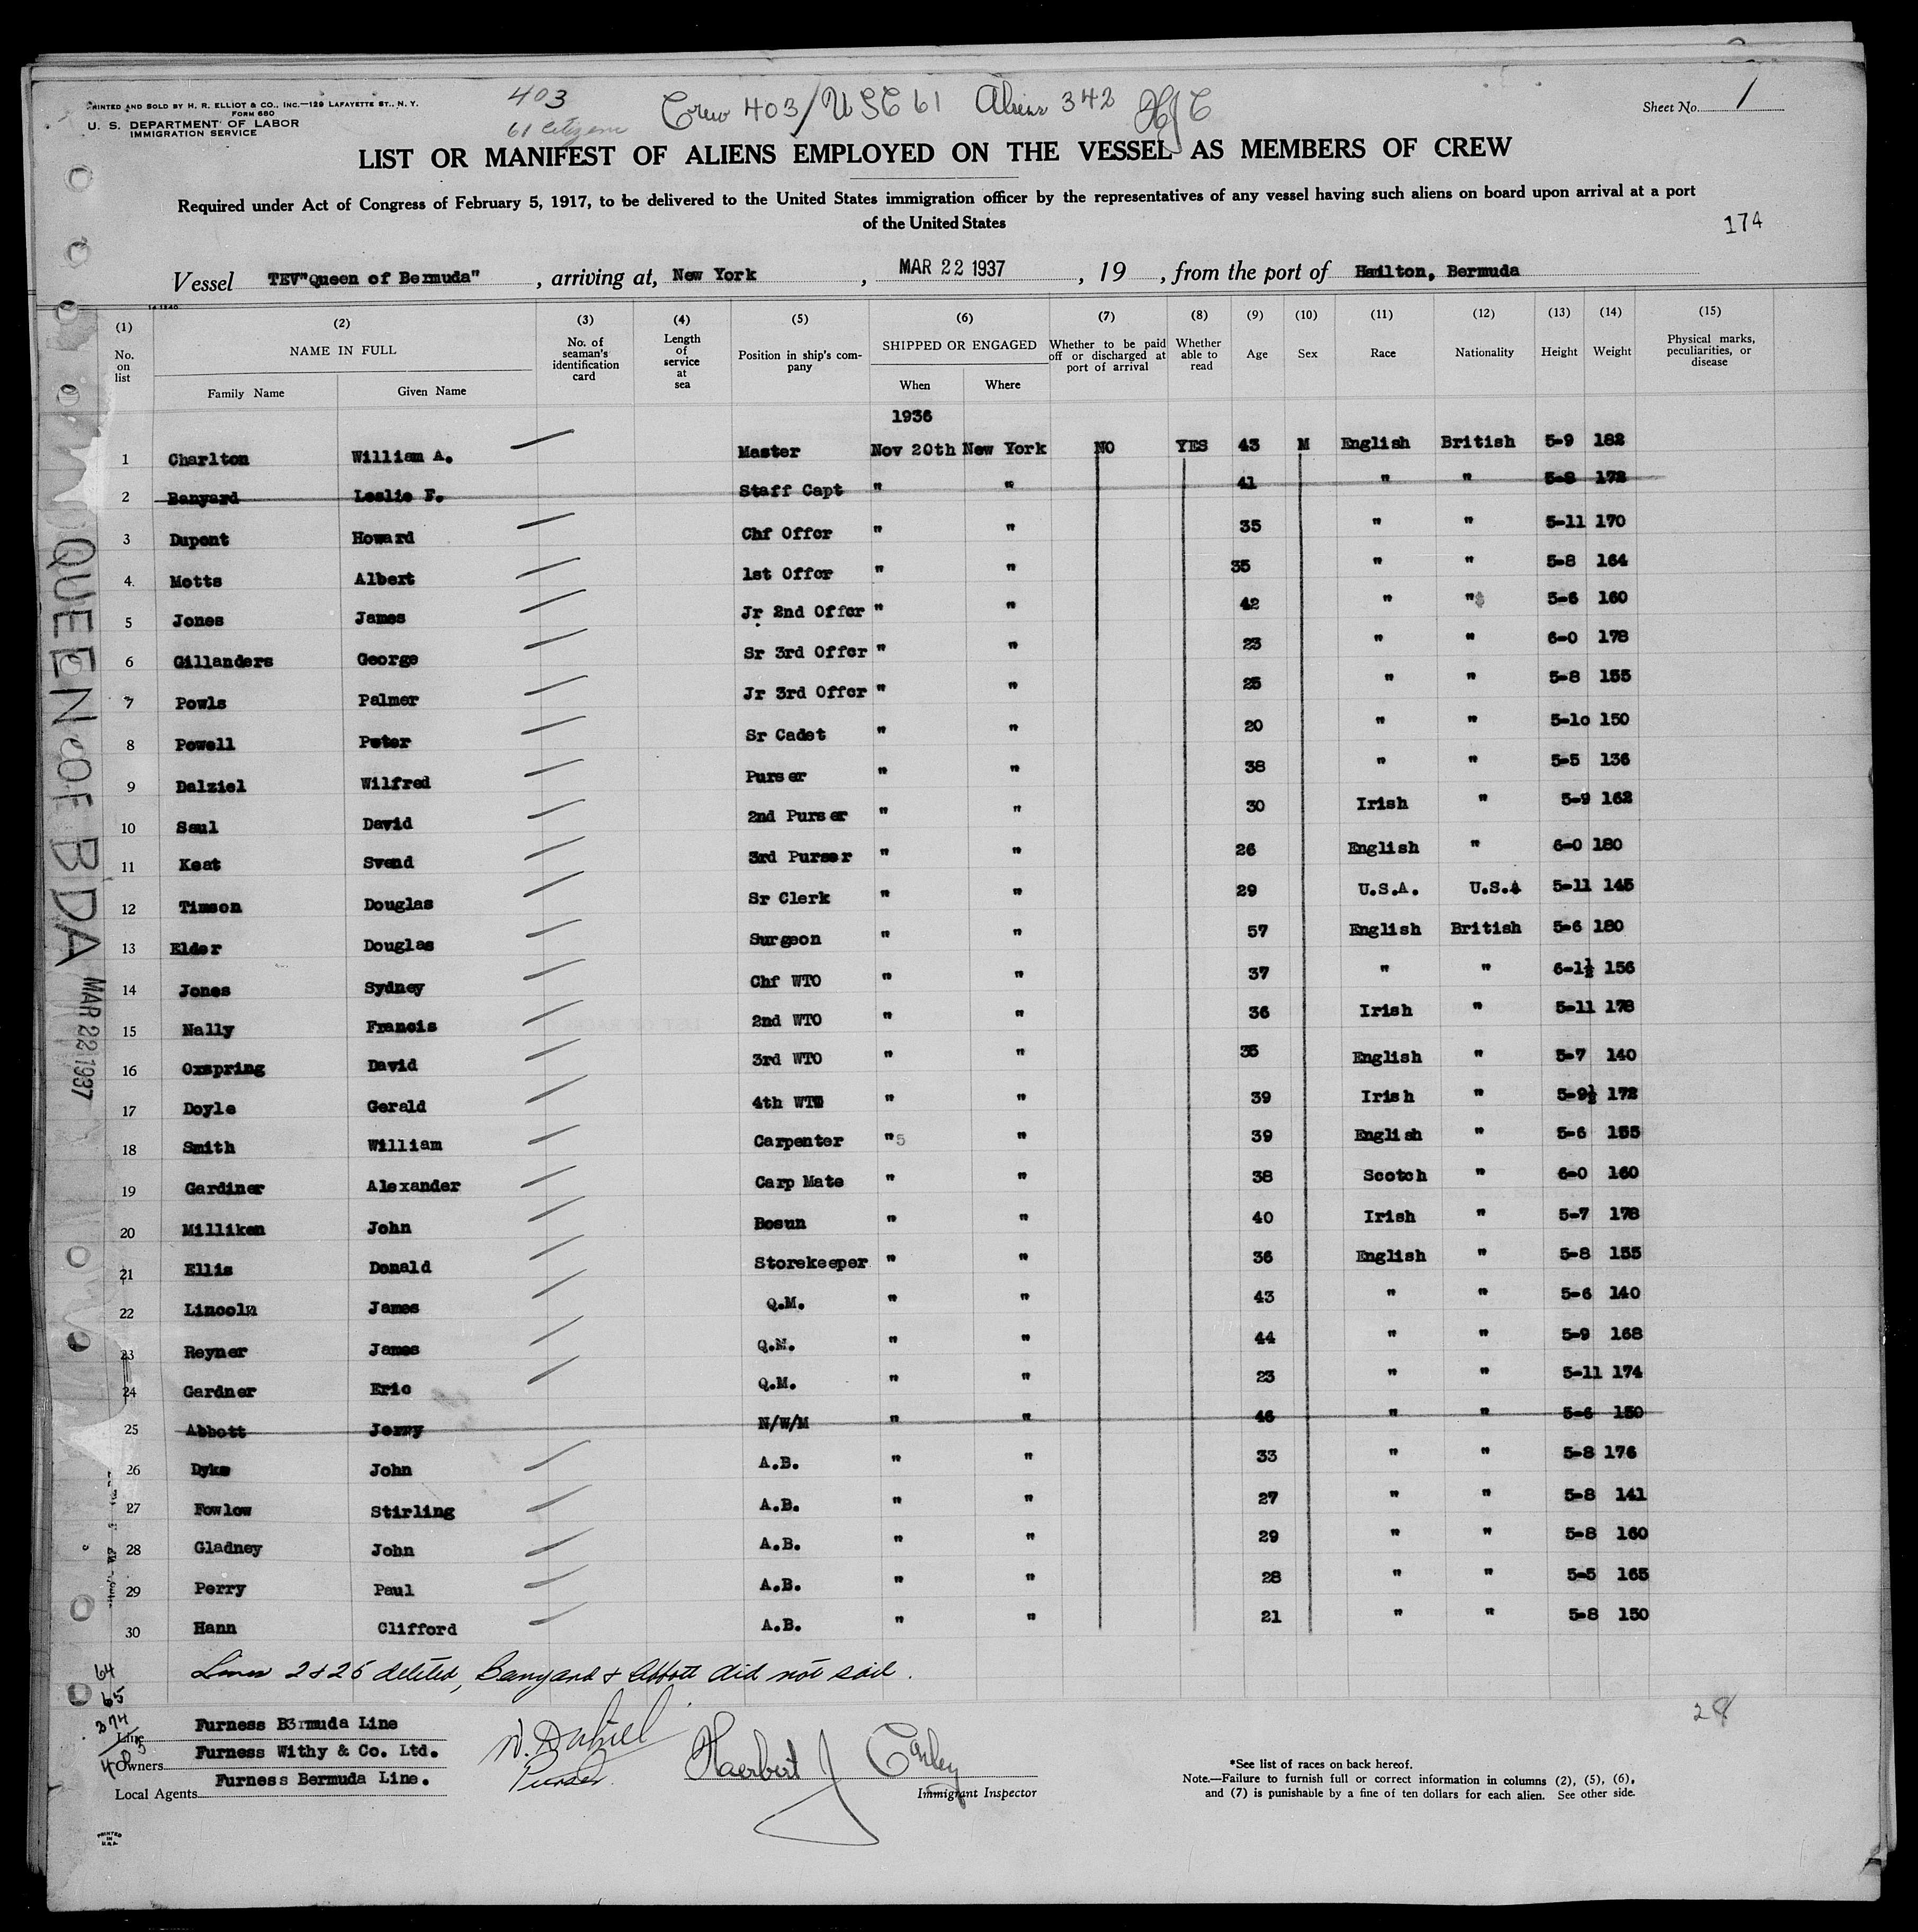 PRINTED AND SOLD BY H. R. ELLIOT & CO., INC.—129 LAFAYETTE ST., N. Y.
FORM 680
U. S. DEPARTMENT OF LABOR
IMMIGRATION SERVICE
403
61 Citizens
Crew 403/USC 61 Aliens 342 HJC
Sheet No. 1
LIST OR MANIFEST OF ALIENS EMPLOYED ON THE VESSEL AS MEMBERS OF CREW
Required under Act of Congress of February 5, 1917, to be delivered to the United States immigration officer by the representatives of any vessel having such aliens on board upon arrival at a port
of the United States
174
Vessel TEV"Queen of Bermuda" , arriving at, New York , MAR 22 1937 , 19 , from the port of Hailton, Bermuda
(1) No. on list (2) NAME IN FULL Family Name Given Name (3) No. of seaman's identification card (4) Length of service at sea (5) Position in ship's company (6) SHIPPED OR ENGAGED When Where (7) Whether to be paid off or discharged at port of arrival (8) Whether able to read (9) Age (10) Sex (11) Race (12) Nationality (13) Height (14) Weight (15) Physical marks, peculiarities, or disease
1936
1 Charlton William A. Master Nov 20th New York NO YES 43 M English British 5-9 182
2 Banyard Leslie F. Staff Capt " " 41 " " 5-8 172
3 Dupont Howard Chf Offcr " " 35 " " 5-11 170
4 Motts Albert 1st Offcr " " 35 " " 5-8 164
5 Jones James Jr 2nd Offcr " " 42 " " 5-6 160
6 Gillanders George Sr 3rd Offcr " " 23 " " 6-0 178
7 Powls Palmer Jr 3rd Offcr " " 25 " " 5-8 155
8 Powell Peter Sr Cadet " " 20 " " 5-10 150
9 Dalziel Wilfred Purser " " 38 " " 5-5 136
10 Saul David 2nd Purser " " 30 Irish " 5-9 162
11 Keat Svend 3rd Purser " " 26 English " 6-0 180
12 Timson Douglas Sr Clerk " " 29 U.S.A. U.S.A 5-11 145
13 Elder Douglas Surgeon " " 57 English British 5-6 180
14 Jones Sydney Chf WTO " " 37 " " 6-1½ 156
15 Nally Francis 2nd WTO " " 36 Irish " 5-11 178
16 Oxspring David 3rd WTO " " 35 English " 5-7 140
17 Doyle Gerald 4th WTO " " 39 Irish " 5-9½ 172
18 Smith William Carpenter "5 " 39 English " 5-6 155
19 Gardiner Alexander Carp Mate " " 38 Scotch " 6-0 160
20 Milliken John Bosun " " 40 Irish " 5-7 178
21 Ellis Donald Storekeeper " " 36 English " 5-8 155
22 Lincoln James Q.M. " " 43 " " 5-6 140
23 Reyner James Q.M. " " 44 " " 5-9 168
24 Gardner Eric Q.M. " " 23 " " 5-11 174
25 Abbott Jerry N/W/M " " 46 " " 5-6 150
26 Dyke John A.B. " " 33 " " 5-8 176
27 Fowlow Stirling A.B. " " 27 " " 5-8 141
28 Gladney John A.B. " " 29 " " 5-8 160
29 Perry Paul A.B. " " 28 " " 5-5 165
30 Hann Clifford A.B. " " 21 " " 5-8 150
Lines 2 & 25 deleted, Banyard & Abbott did not sail.
64
65
374
Line Furness B3rmuda Line
Owners Furness Withy & Co. Ltd.
Local Agents Furness Bermuda Line.
W. Dalziel
Purser.
Herbert J Conley
Immigrant Inspector
28
*See list of races on back hereof.
Note.—Failure to furnish full or correct information in columns (2), (5), (6),
and (7) is punishable by a fine of ten dollars for each alien. See other side.
PRINTED
IN
U.S.A.
QUEEN OF BDA MAR 22 1937